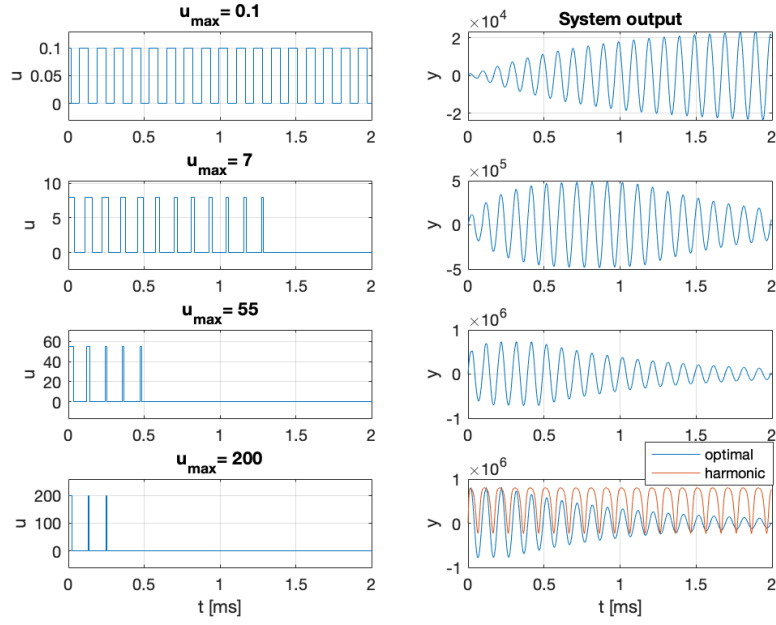 u_max = 0.1
u
0.1
0.05
0
0 0.5 1 1.5 2
System output
×10^4
y
2
0
-2
0 0.5 1 1.5 2
u_max = 7
u
10
5
0
0 0.5 1 1.5 2
×10^5
y
5
0
-5
0 0.5 1 1.5 2
u_max = 55
u
60
40
20
0
0 0.5 1 1.5 2
×10^6
y
1
0
-1
0 0.5 1 1.5 2
u_max = 200
u
200
100
0
0 0.5 1 1.5 2
t [ms]
×10^6
optimal
harmonic
y
1
0
-1
0 0.5 1 1.5 2
t [ms]